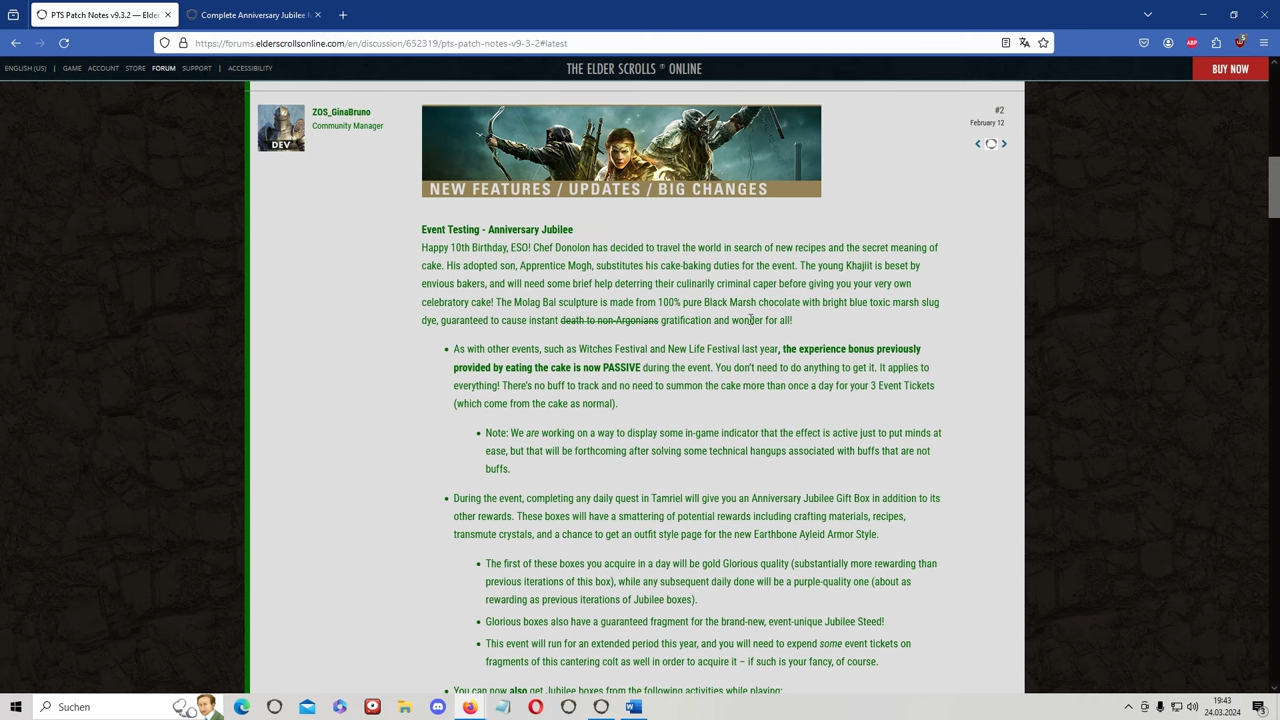 PTS Patch Notes v9.3.2 — Elder
Complete Anniversary Jubilee
https://forums.elderscrollsonline.com/en/discussion/652319/pts-patch-notes-v9-3-2#latest
ENGLISH (US) | GAME ACCOUNT STORE FORUM SUPPORT | ACCESSIBILITY
THE ELDER SCROLLS ® ONLINE
BUY NOW
ZOS_GinaBruno
Community Manager
DEV
#2
February 12
NEW FEATURES / UPDATES / BIG CHANGES
Event Testing - Anniversary Jubilee
Happy 10th Birthday, ESO! Chef Donolon has decided to travel the world in search of new recipes and the secret meaning of
cake. His adopted son, Apprentice Mogh, substitutes his cake-baking duties for the event. The young Khajiit is beset by
envious bakers, and will need some brief help deterring their culinarily criminal caper before giving you your very own
celebratory cake! The Molag Bal sculpture is made from 100% pure Black Marsh chocolate with bright blue toxic marsh slug
dye, guaranteed to cause instant death to non-Argonians gratification and wonder for all!
• As with other events, such as Witches Festival and New Life Festival last year, the experience bonus previously
provided by eating the cake is now PASSIVE during the event. You don't need to do anything to get it. It applies to
everything! There's no buff to track and no need to summon the cake more than once a day for your 3 Event Tickets
(which come from the cake as normal).
• Note: We are working on a way to display some in-game indicator that the effect is active just to put minds at
ease, but that will be forthcoming after solving some technical hangups associated with buffs that are not
buffs.
• During the event, completing any daily quest in Tamriel will give you an Anniversary Jubilee Gift Box in addition to its
other rewards. These boxes will have a smattering of potential rewards including crafting materials, recipes,
transmute crystals, and a chance to get an outfit style page for the new Earthbone Ayleid Armor Style.
• The first of these boxes you acquire in a day will be gold Glorious quality (substantially more rewarding than
previous iterations of this box), while any subsequent daily done will be a purple-quality one (about as
rewarding as previous iterations of Jubilee boxes).
• Glorious boxes also have a guaranteed fragment for the brand-new, event-unique Jubilee Steed!
• This event will run for an extended period this year, and you will need to expend some event tickets on
fragments of this cantering colt as well in order to acquire it – if such is your fancy, of course.
• You can now also get Jubilee boxes from the following activities while playing:
Suchen
19:43
24.03.2024